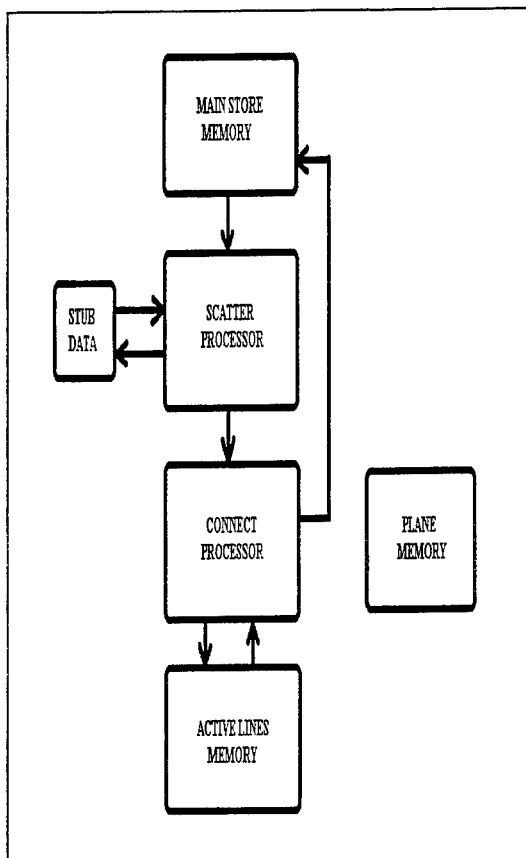 MAIN STORE
MEMORY
STUB
DATA
SCATTER
PROCESSOR
CONNECT
PROCESSOR
PLANE
MEMORY
ACTIVE LINES
MEMORY